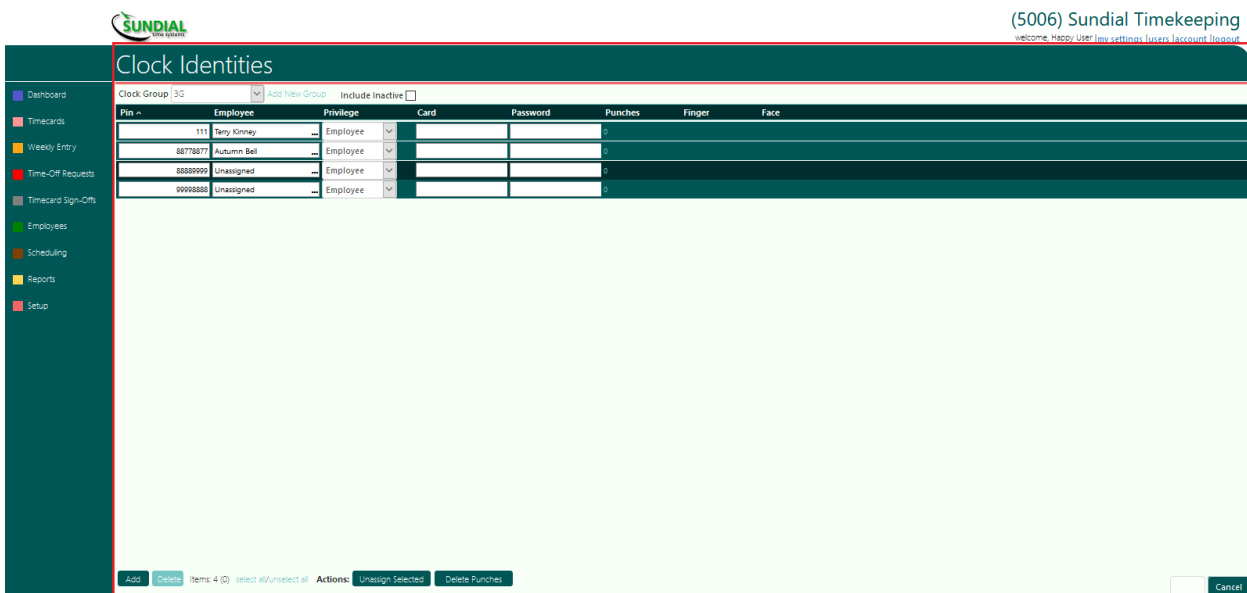 SUNDIAL
time systems
(5006) Sundial Timekeeping
welcome, Happy User |my settings |users |account |logout
Clock Identities
Dashboard
Timecards
Weekly Entry
Time-Off Requests
Timecard Sign-Offs
Employees
Scheduling
Reports
Setup
Clock Group 3G Add New Group Include Inactive
Pin Employee Privilege Card Password Punches Finger Face
111 Terry Kinney ... Employee 0
88778877 Autumn Bell ... Employee 0
88889999 Unassigned ... Employee 0
99998888 Unassigned ... Employee 0
Add Delete Items: 4 (0) select all/unselect all Actions: Unassign Selected Delete Punches
Cancel